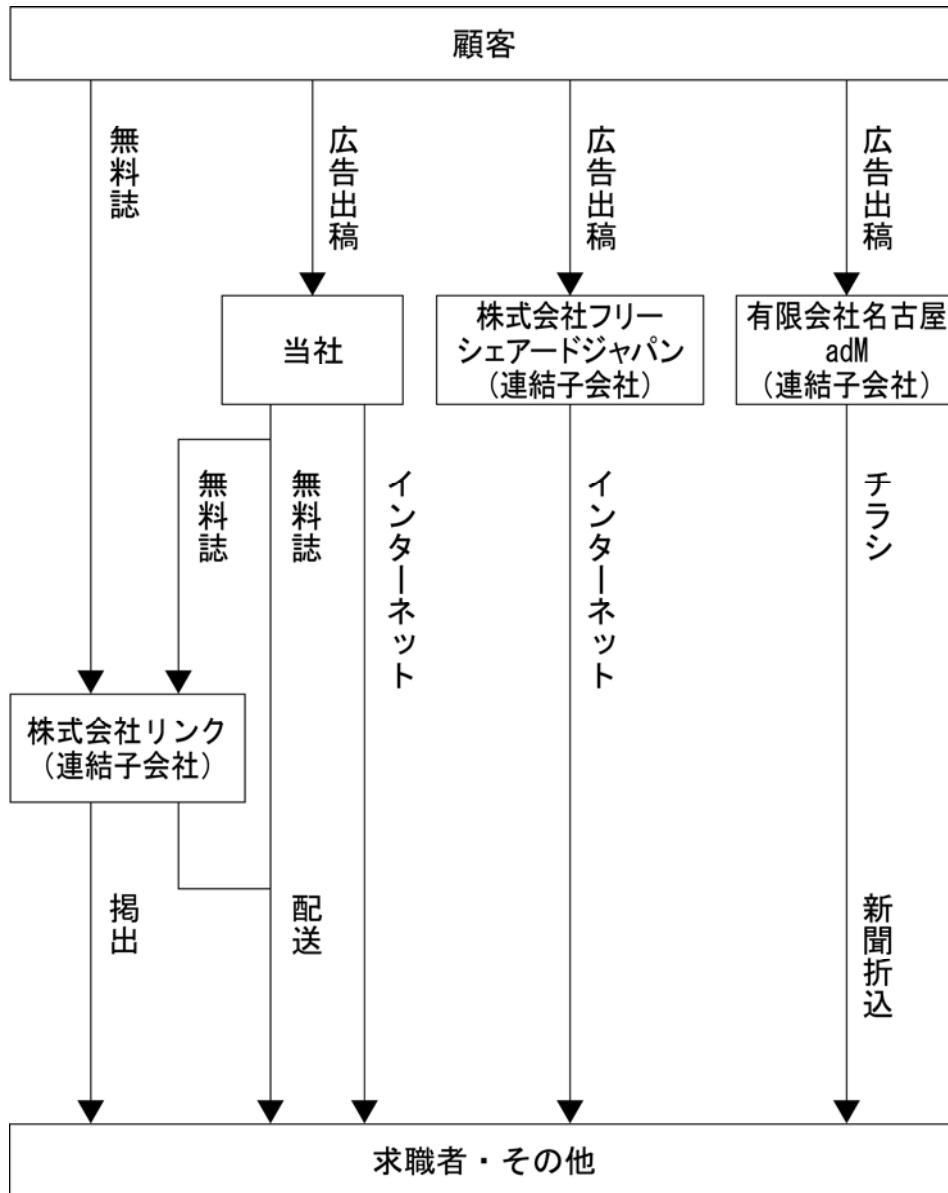 顧客
無料誌
広告出稿
広告出稿
広告出稿
当社
株式会社フリー
シェアードジャパン
（連結子会社）
有限会社名古屋
adM
（連結子会社）
無料誌
無料誌
インターネット
インターネット
チラシ
株式会社リンク
（連結子会社）
掲出
配送
新聞折込
求職者・その他